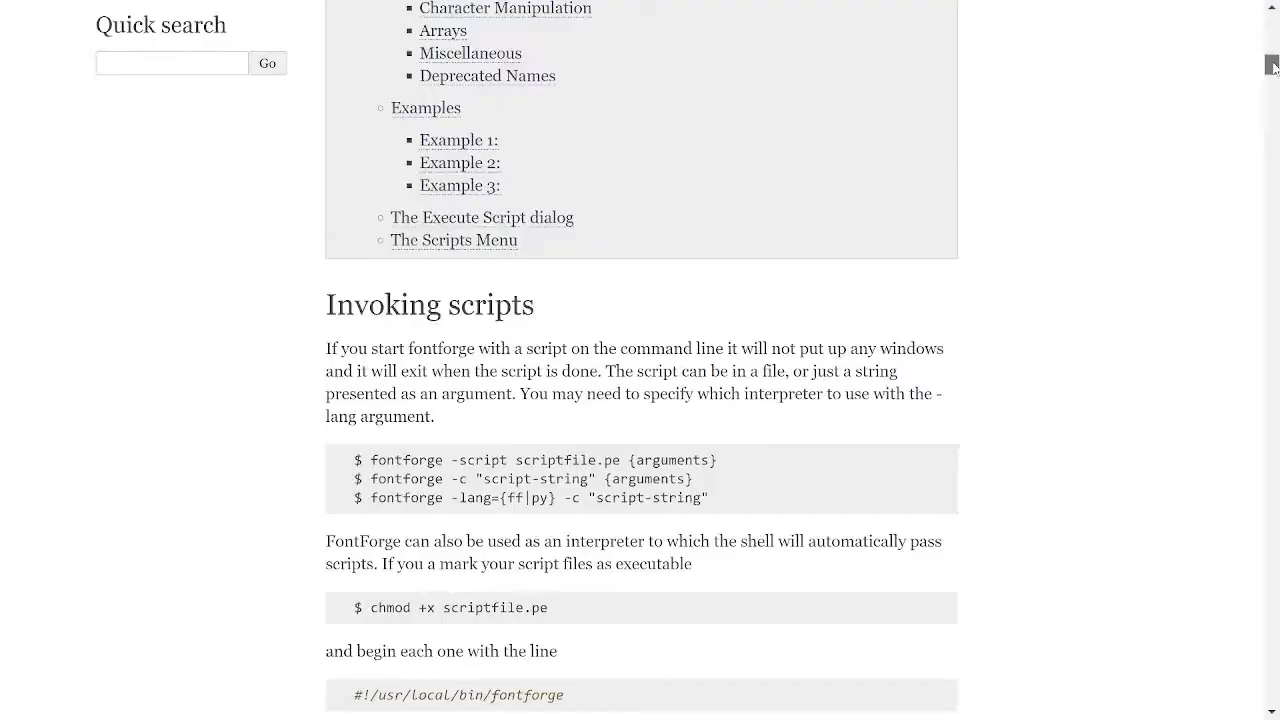 Quick search
Go
Character Manipulation
Arrays
Miscellaneous
Deprecated Names
Examples
Example 1:
Example 2:
Example 3:
The Execute Script dialog
The Scripts Menu
Invoking scripts
If you start fontforge with a script on the command line it will not put up any windows
and it will exit when the script is done. The script can be in a file, or just a string
presented as an argument. You may need to specify which interpreter to use with the -
lang argument.
$ fontforge -script scriptfile.pe {arguments}
$ fontforge -c "script-string" {arguments}
$ fontforge -lang={ff|py} -c "script-string"
FontForge can also be used as an interpreter to which the shell will automatically pass
scripts. If you a mark your script files as executable
$ chmod +x scriptfile.pe
and begin each one with the line
#!/usr/local/bin/fontforge